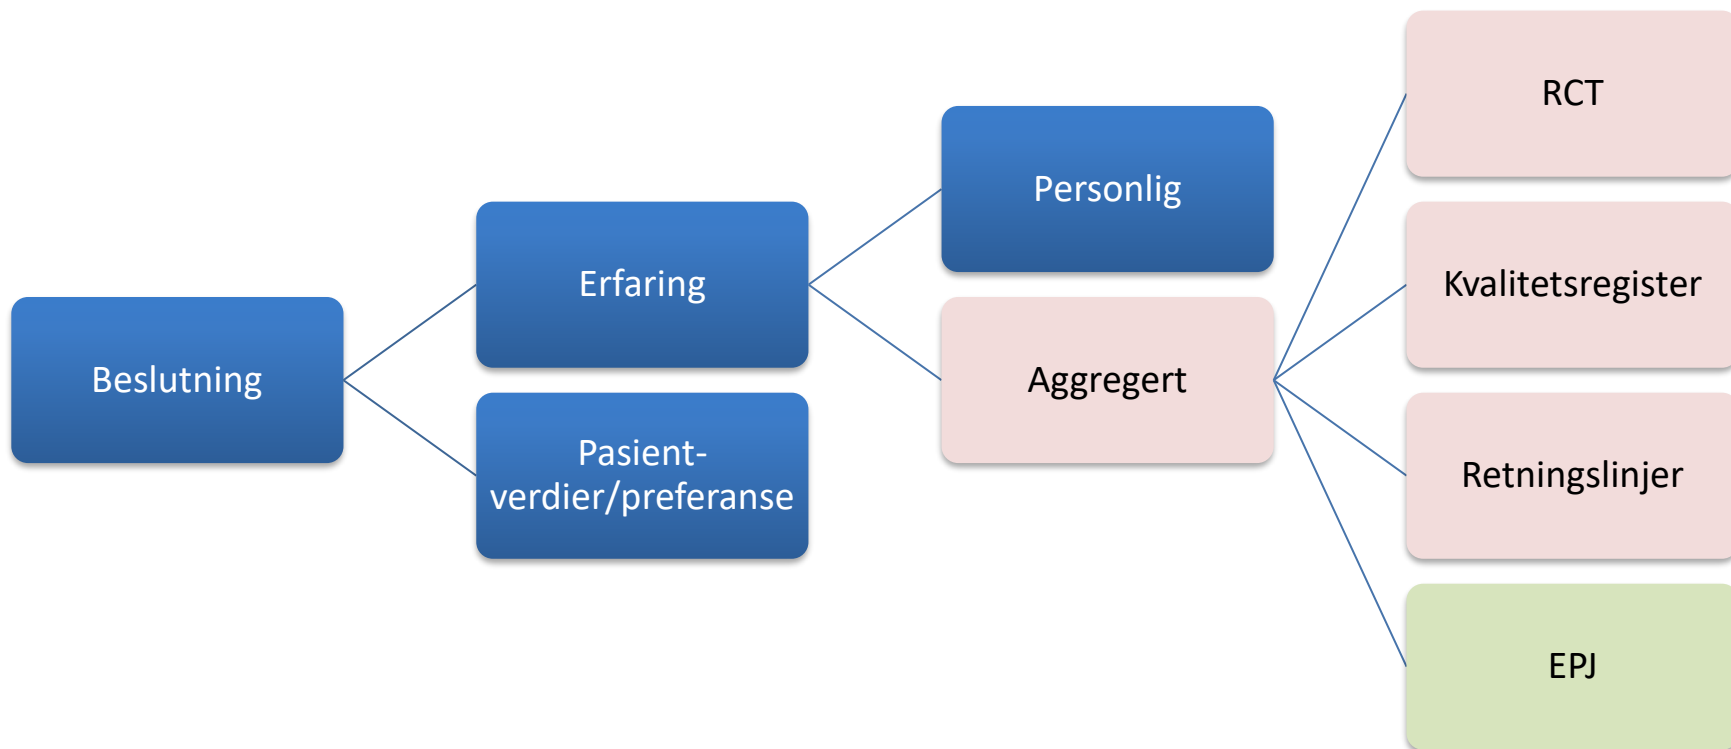 Beslutning
Erfaring
Pasient-
verdier/preferanse
Personlig
Aggregert
RCT
Kvalitetsregister
Retningslinjer
EPJ